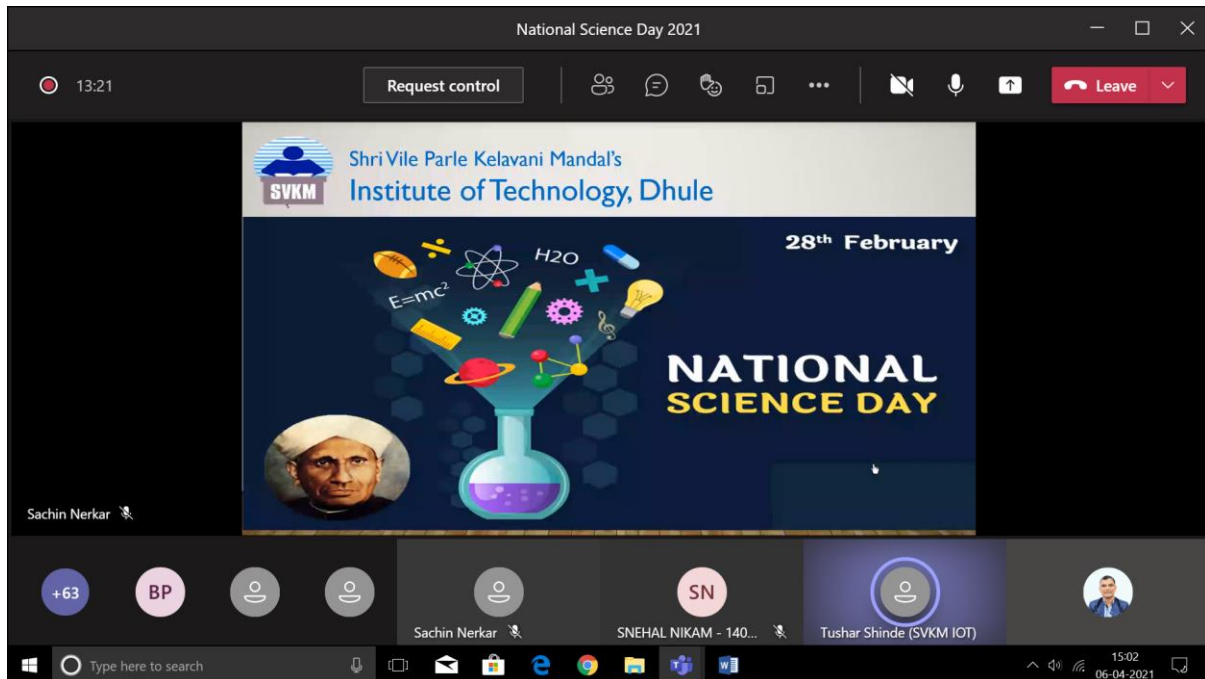 National Science Day 2021
13:21
Request control
Leave
SVKM
Shri Vile Parle Kelavani Mandal's
Institute of Technology, Dhule
28th February
H2O
E=mc²
NATIONAL
SCIENCE DAY
Sachin Nerkar
+63
BP
SN
Sachin Nerkar
SNEHAL NIKAM - 140...
Tushar Shinde (SVKM IOT)
Type here to search
15:02
06-04-2021